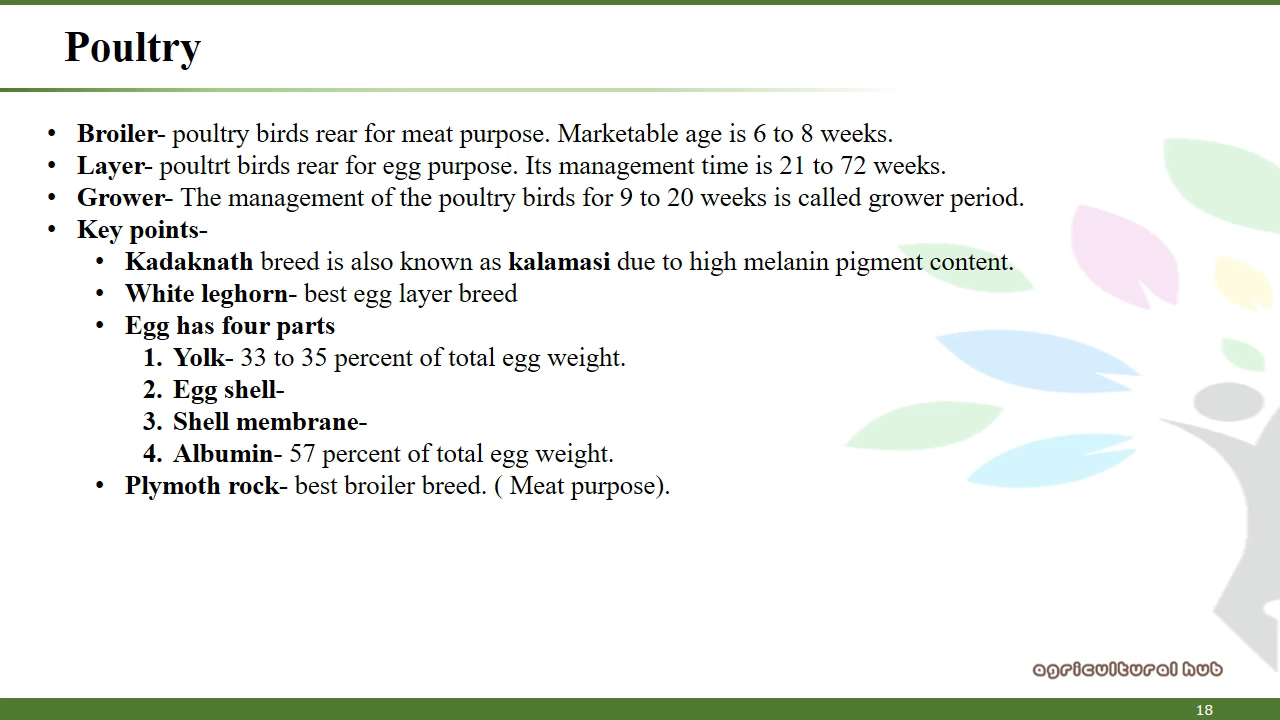 Poultry
• Broiler- poultry birds rear for meat purpose. Marketable age is 6 to 8 weeks.
• Layer- poultrt birds rear for egg purpose. Its management time is 21 to 72 weeks.
• Grower- The management of the poultry birds for 9 to 20 weeks is called grower period.
• Key points-
• Kadaknath breed is also known as kalamasi due to high melanin pigment content.
• White leghorn- best egg layer breed
• Egg has four parts
1. Yolk- 33 to 35 percent of total egg weight.
2. Egg shell-
3. Shell membrane-
4. Albumin- 57 percent of total egg weight.
• Plymoth rock- best broiler breed. ( Meat purpose).
agricultural hub
18